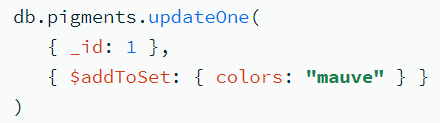 db.pigments.updateOne(
   { _id: 1 },
   { $addToSet: { colors: "mauve" } }
)